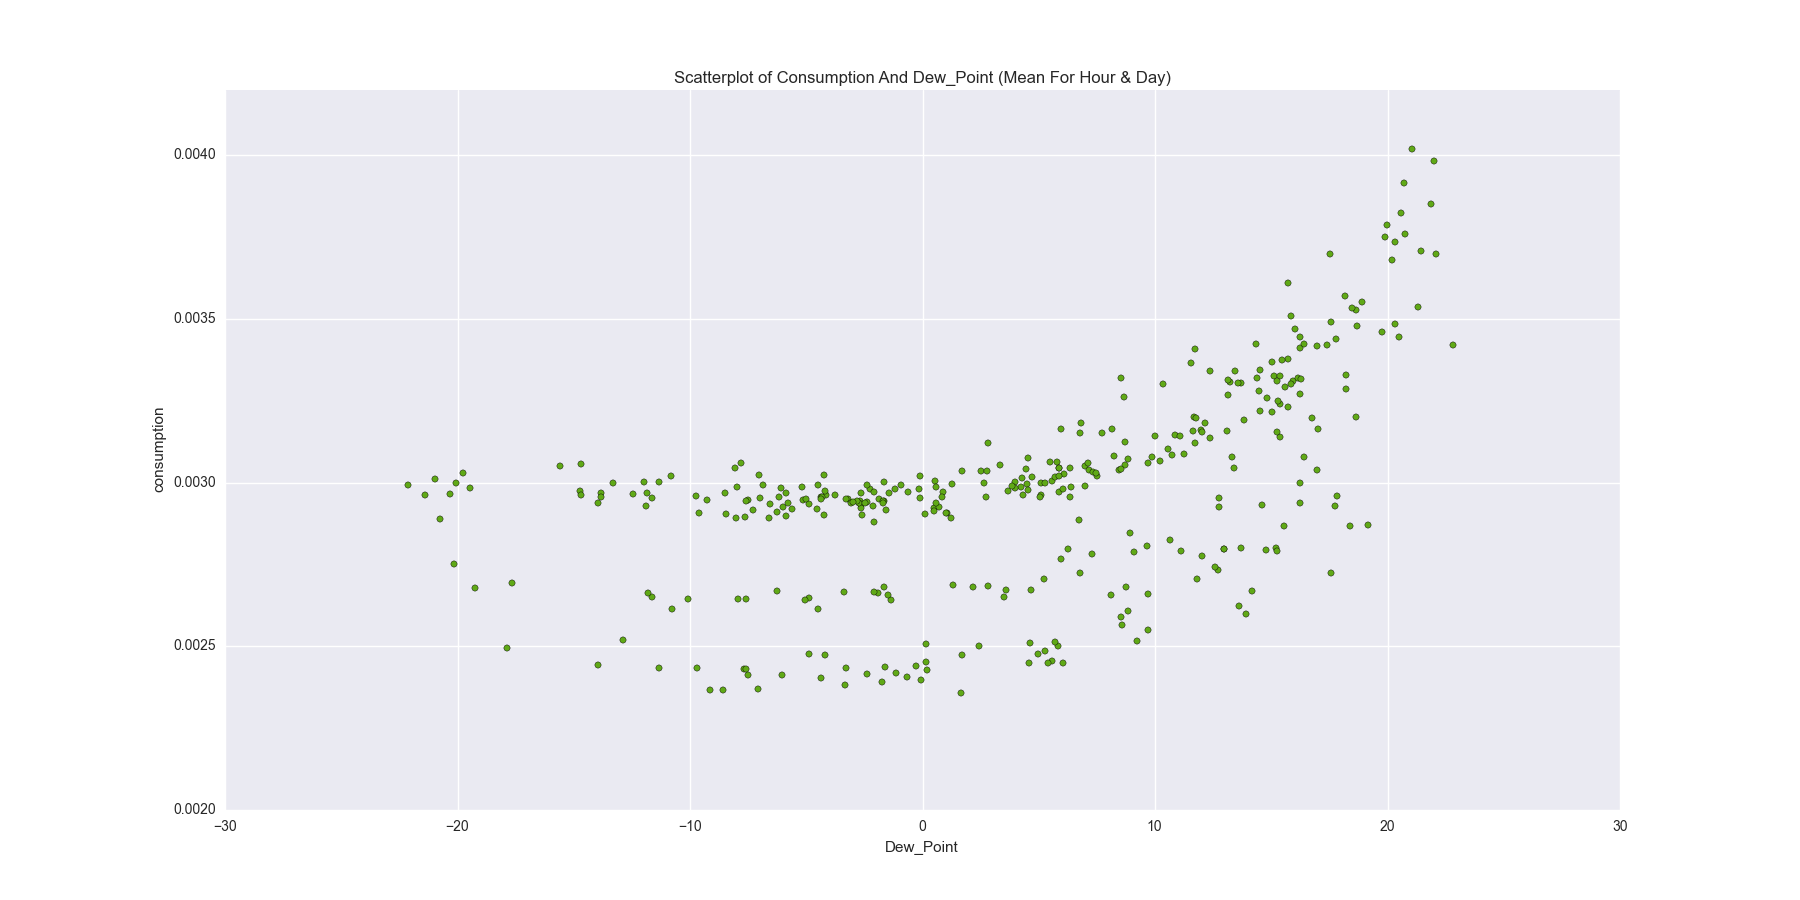 Scatterplot of Consumption And Dew_Point (Mean For Hour & Day)
0.0040
0.0035
0.0030
0.0025
0.0020
consumption
−30 −20 −10 0 10 20 30
Dew_Point